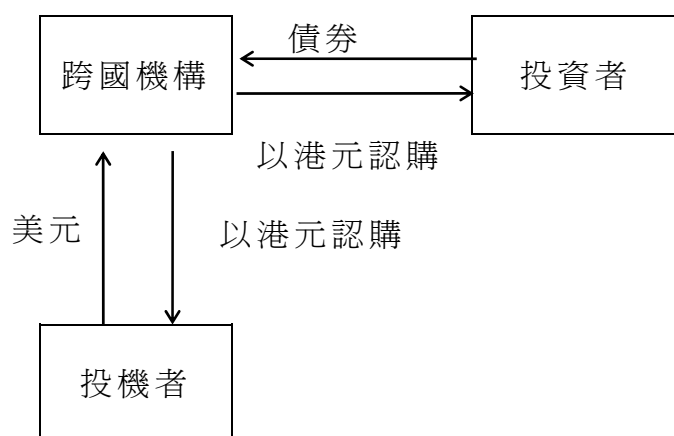 債券
跨國機構
投資者
以港元認購
美元
以港元認購
投機者